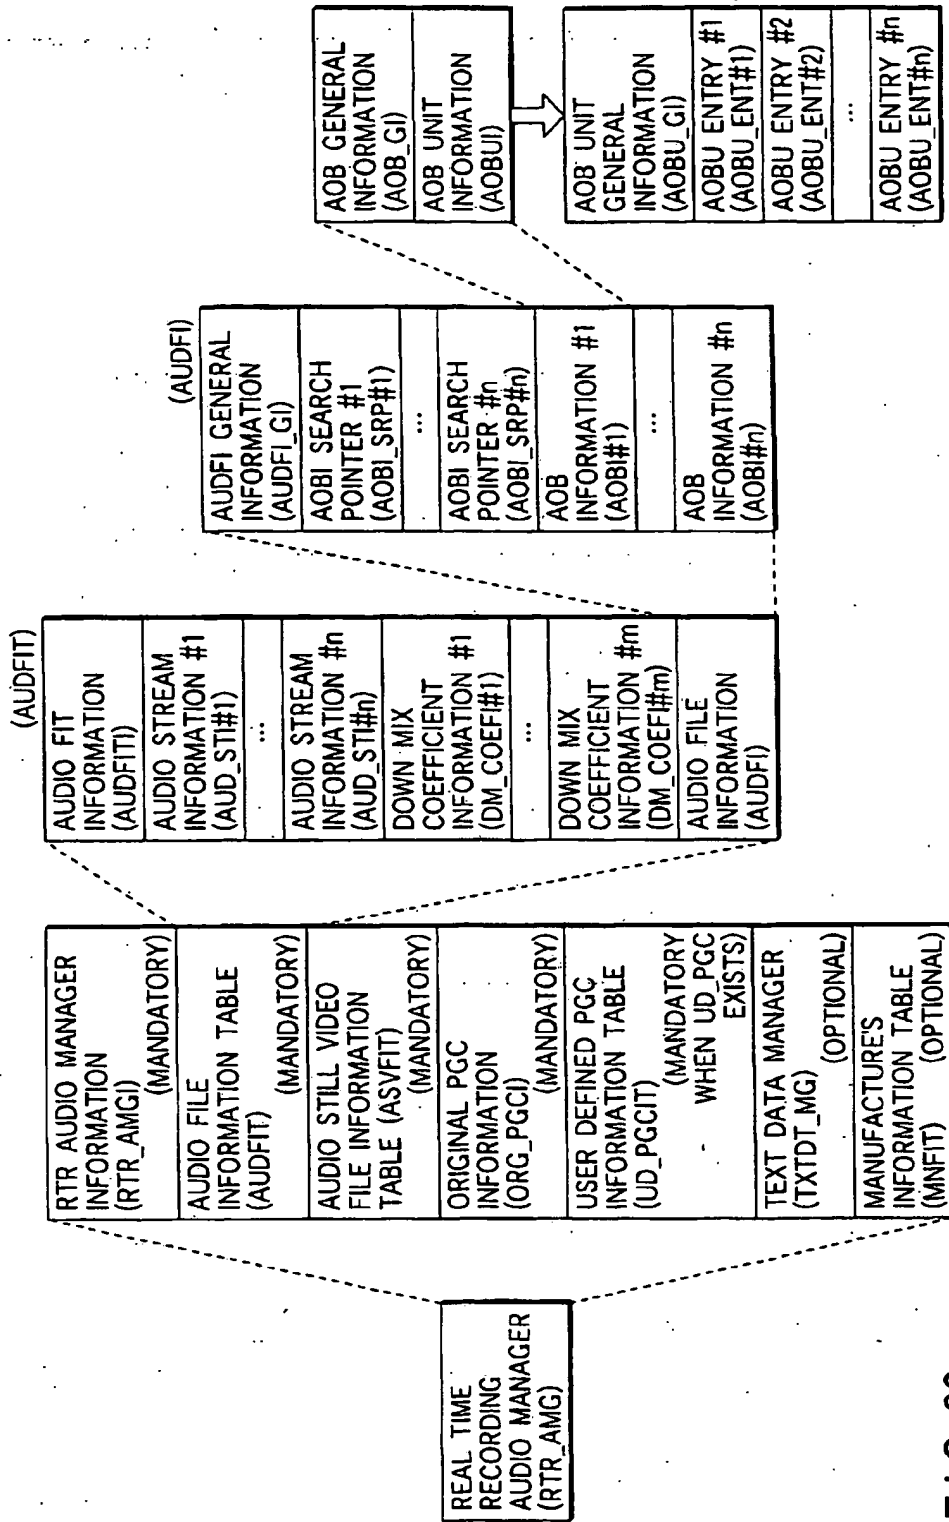 REAL TIME
RECORDING
AUDIO MANAGER
(RTR_AMG)
RTR AUDIO MANAGER
INFORMATION
(RTR_AMGI)
(MANDATORY)
AUDIO FILE
INFORMATION TABLE
(AUDFIT)
(MANDATORY)
AUDIO STILL VIDEO
FILE INFORMATION
TABLE (ASVFIT)
(MANDATORY)
ORIGINAL PGC
INFORMATION
(ORG_PGCI)
(MANDATORY)
USER DEFINED PGC
INFORMATION TABLE
(UD_PGCIT)
(MANDATORY
WHEN UD_PGC
EXISTS)
TEXT DATA MANAGER
(TXTDT_MG)
(OPTIONAL)
MANUFACTURE'S
INFORMATION TABLE
(MNFIT) (OPTIONAL)
(AUDFIT)
AUDIO FIT
INFORMATION
(AUDFITI)
AUDIO STREAM
INFORMATION #1
(AUD_STI#1)
...
AUDIO STREAM
INFORMATION #n
(AUD_STI#n)
DOWN MIX
COEFFICIENT
INFORMATION #1
(DM_COEFI#1)
...
DOWN MIX
COEFFICIENT
INFORMATION #m
(DM_COEFI#m)
AUDIO FILE
INFORMATION
(AUDFI)
(AUDFI)
AUDFI GENERAL
INFORMATION
(AUDFI_GI)
AOBI SEARCH
POINTER #1
(AOBI_SRP#1)
...
AOBI SEARCH
POINTER #n
(AOBI_SRP#n)
AOB
INFORMATION #1
(AOBI#1)
...
AOB
INFORMATION #n
(AOBI#n)
AOB GENERAL
INFORMATION
(AOB_GI)
AOB UNIT
INFORMATION
(AOBUI)
AOB UNIT
GENERAL
INFORMATION
(AOBU_GI)
AOBU ENTRY #1
(AOBU_ENT#1)
AOBU ENTRY #2
(AOBU_ENT#2)
...
AOBU ENTRY #n
(AOBU_ENT#n)